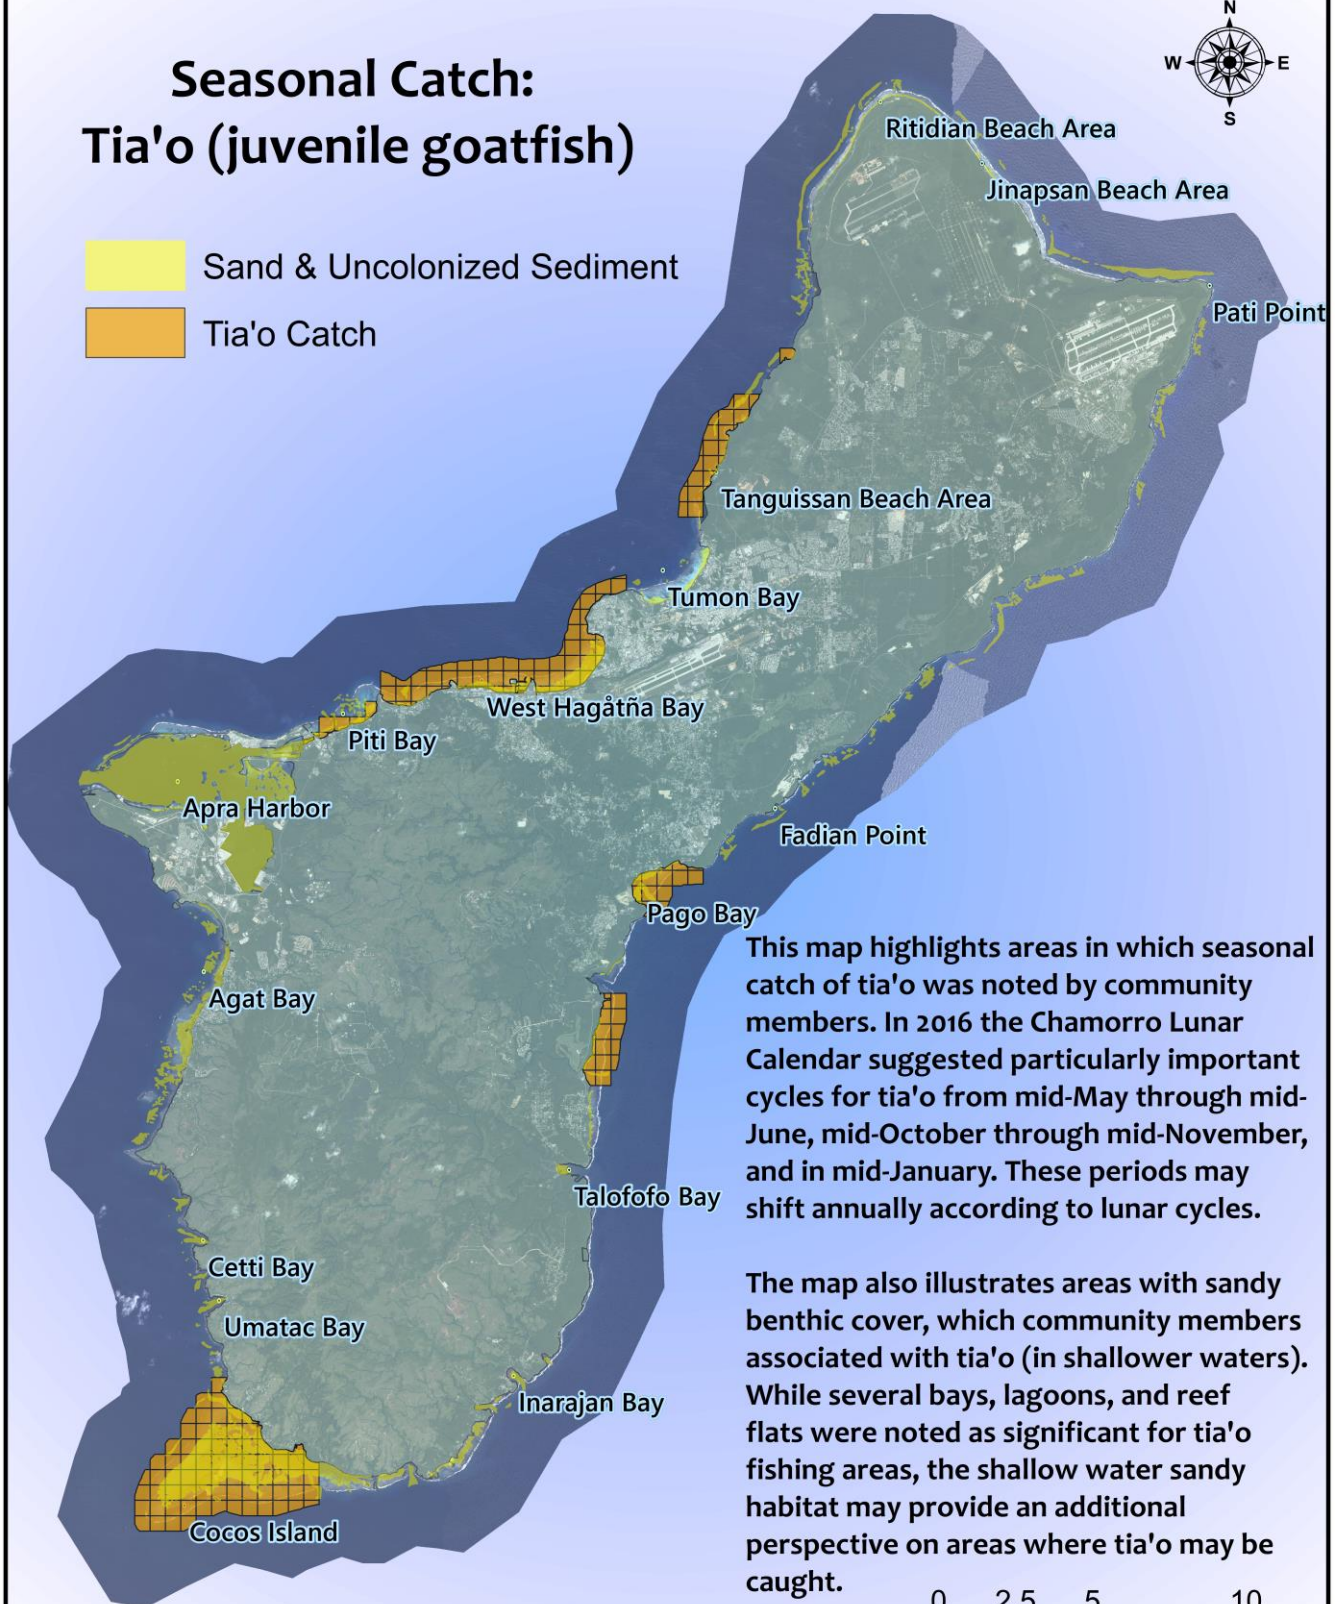 N
W E
S
Seasonal Catch:
Tia'o (juvenile goatfish)
Sand & Uncolonized Sediment
Tia'o Catch
Ritidian Beach Area
Jinapsan Beach Area
Pati Point
Tanguissan Beach Area
Tumon Bay
West Hagåtña Bay
Piti Bay
Apra Harbor
Fadian Point
Pago Bay
Agat Bay
Talofofo Bay
Cetti Bay
Umatac Bay
Inarajan Bay
Cocos Island
This map highlights areas in which seasonal
catch of tia'o was noted by community
members. In 2016 the Chamorro Lunar
Calendar suggested particularly important
cycles for tia'o from mid-May through mid-
June, mid-October through mid-November,
and in mid-January. These periods may
shift annually according to lunar cycles.
The map also illustrates areas with sandy
benthic cover, which community members
associated with tia'o (in shallower waters).
While several bays, lagoons, and reef
flats were noted as significant for tia'o
fishing areas, the shallow water sandy
habitat may provide an additional
perspective on areas where tia'o may be
caught.
0 2.5 5 10